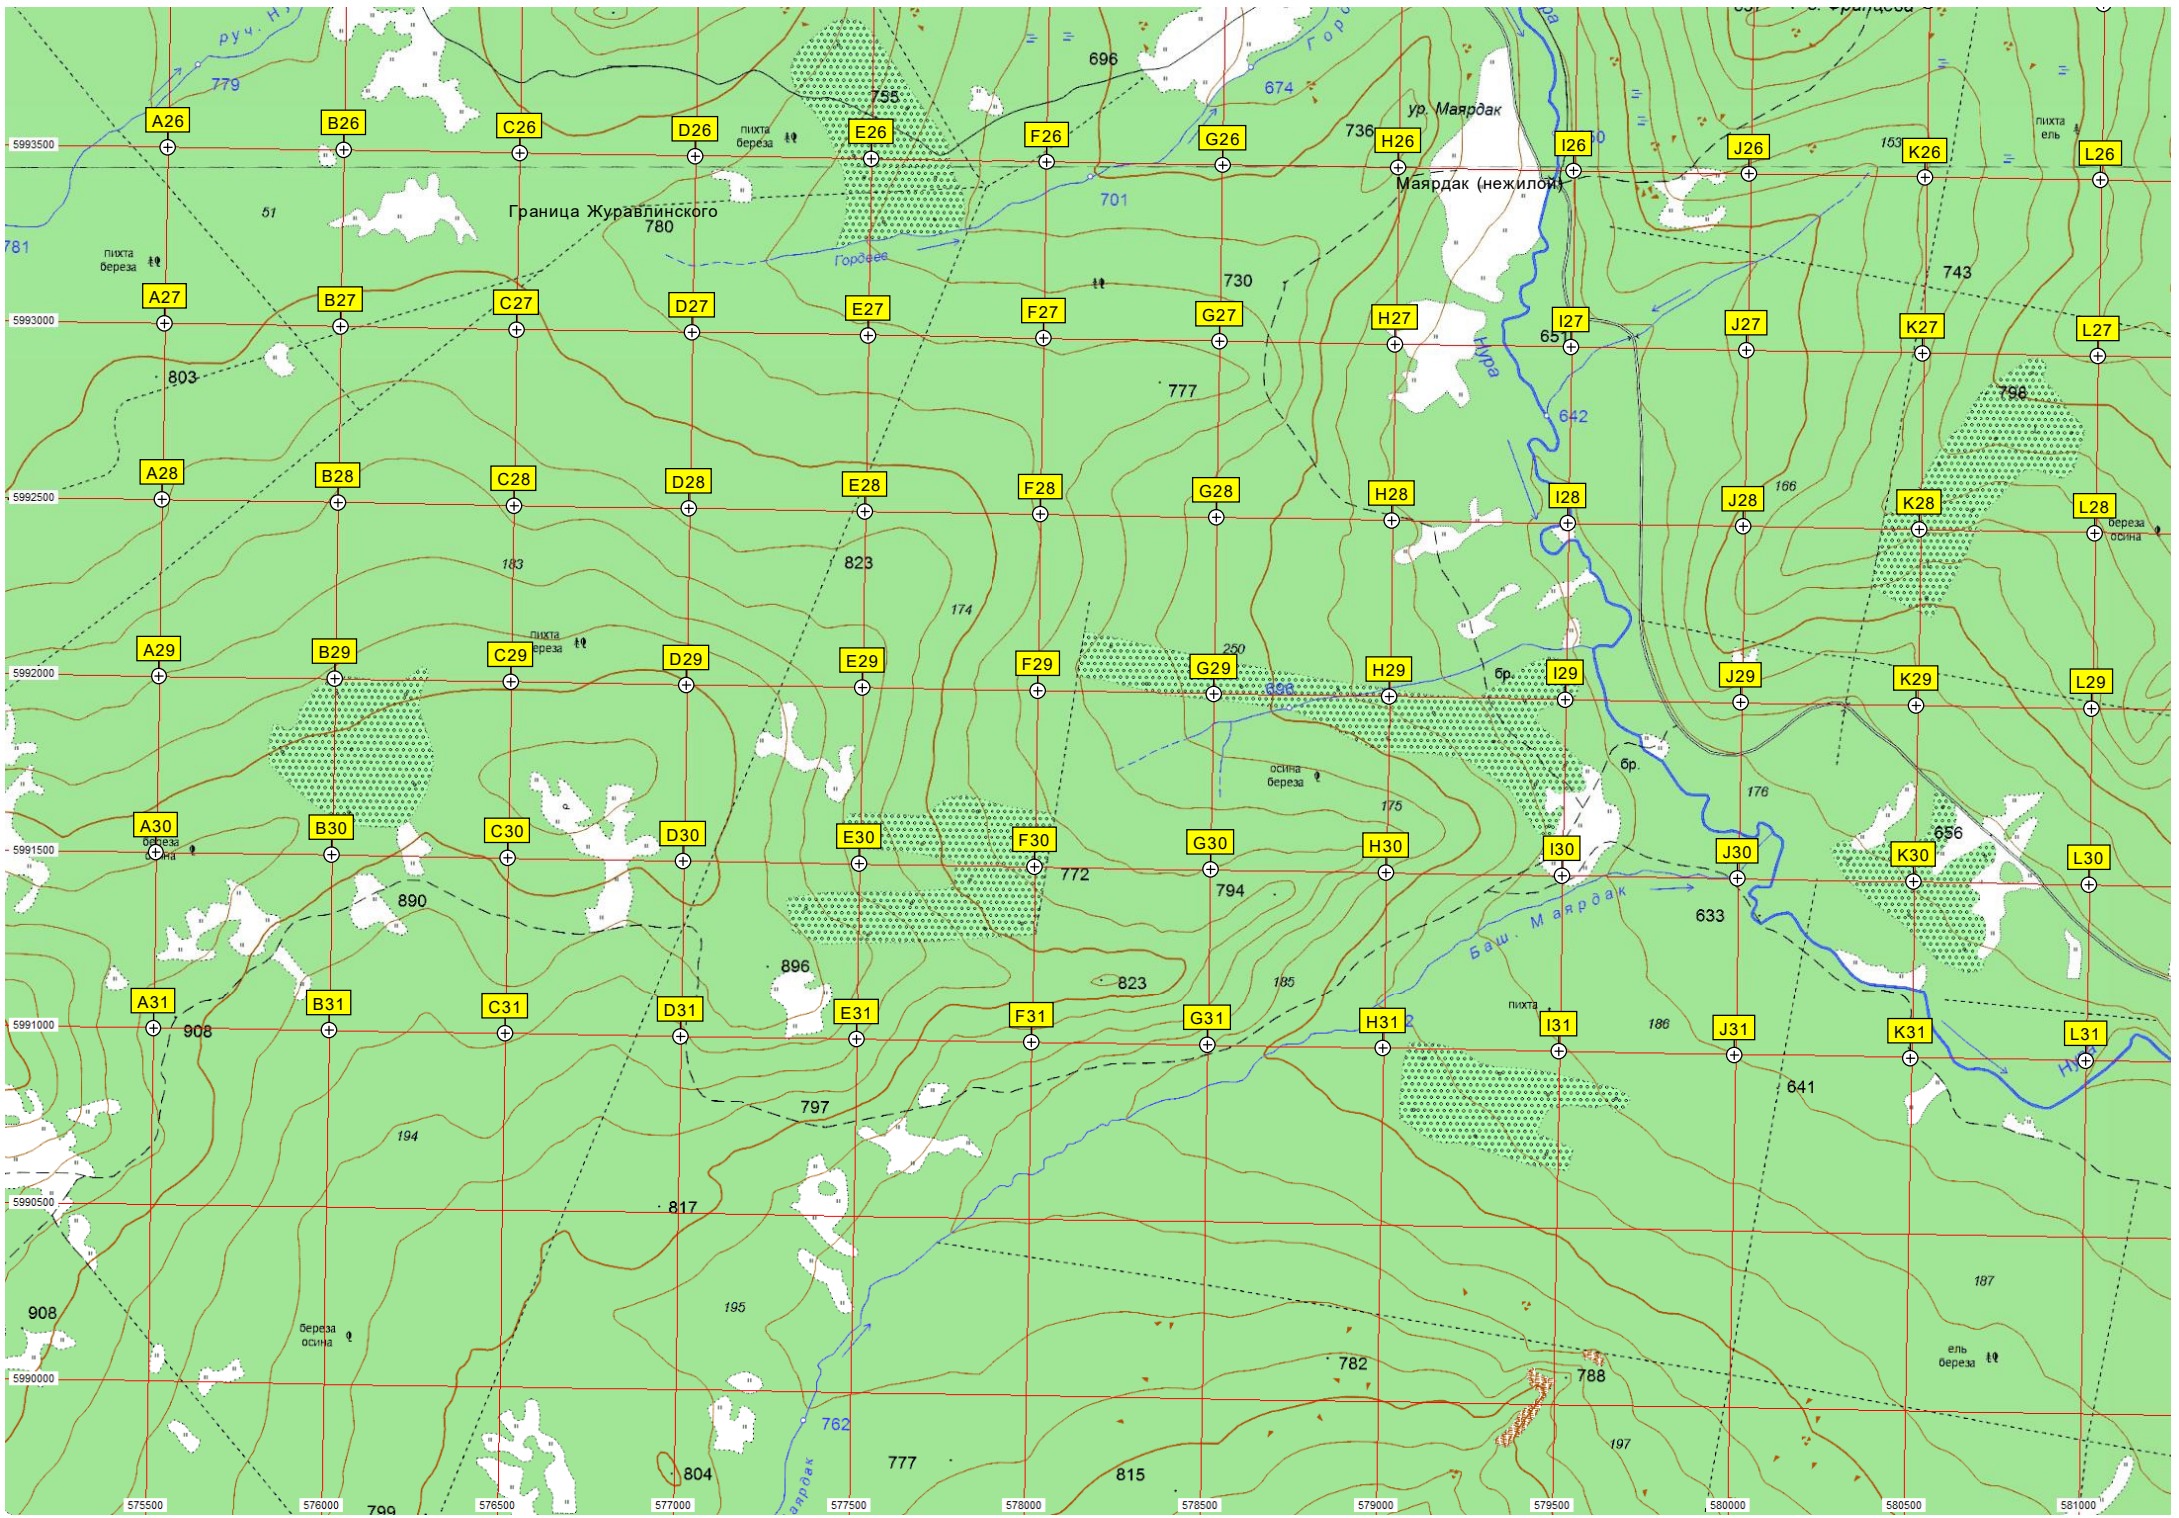 руч.
779
696
755
674
736
ур. Маярдак
153
пихта
ель
пихта
береза
A26
B26
C26
D26
E26
F26
G26
H26
I26
J26
K26
L26
5993500
51
Граница Журавлинского
780
701
Маярдак (нежилой)
781
пихта
береза
Гордеев
730
743
A27
B27
C27
D27
E27
F27
G27
H27
I27
J27
K27
L27
5993000
651
Нура
803
777
642
798
A28
B28
C28
D28
E28
F28
G28
H28
I28
J28
K28
L28
5992500
166
береза
осина
183
823
174
пихта
250
A29
B29
C29
D29
E29
F29
G29
H29
I29
J29
K29
L29
5992000
698
бр.
бр.
осина
береза
175
176
656
A30
B30
C30
D30
E30
F30
G30
H30
I30
J30
K30
L30
5991500
береза
772
794
890
633
Баш. Маярдак
896
823
185
A31
B31
C31
D31
E31
F31
G31
H31
I31
J31
K31
L31
5991000
908
пихта
186
641
797
194
5990500
817
187
908
195
береза
осина
782
788
ель
береза
5990000
762
777
804
815
197
799
575500
576000
576500
577000
577500
578000
578500
579000
579500
580000
580500
581000